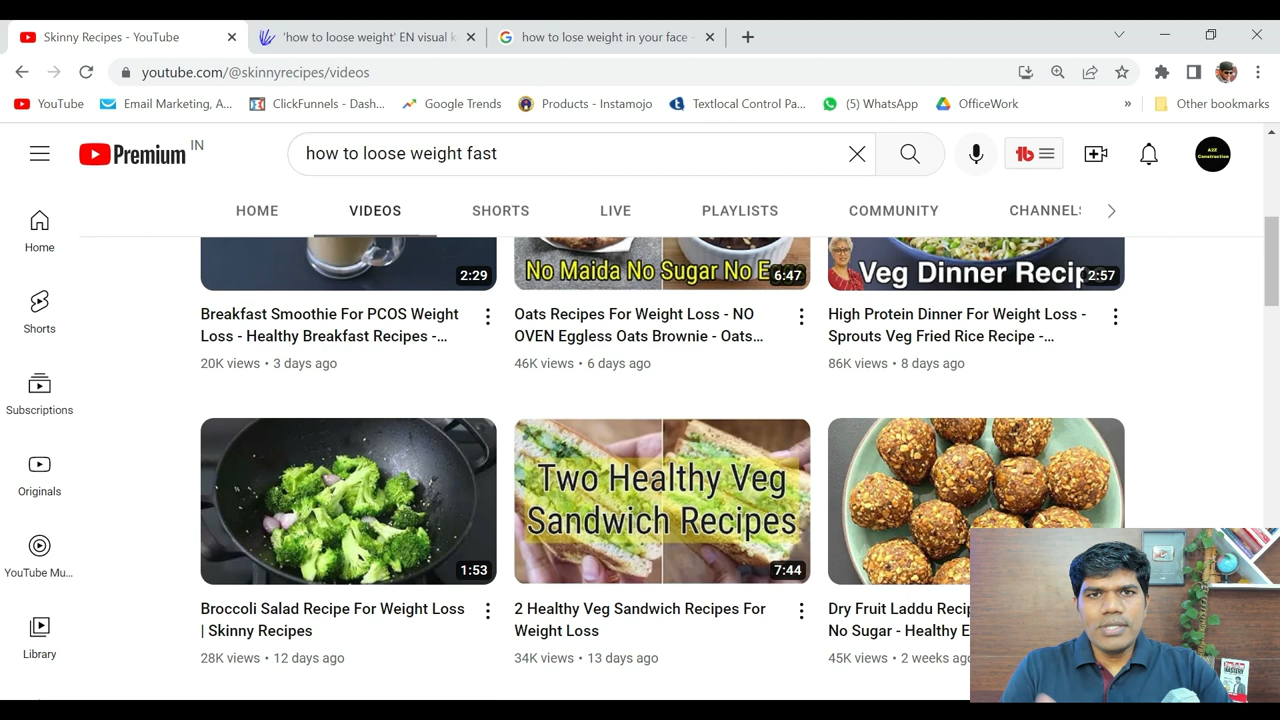 Skinny Recipes - YouTube
'how to loose weight' EN visual k
how to lose weight in your face -
youtube.com/@skinnyrecipes/videos
YouTube
Email Marketing, A...
ClickFunnels - Dash...
Google Trends
Products - Instamojo
Textlocal Control Pa...
(5) WhatsApp
OfficeWork
»
Other bookmarks
Premium IN
how to loose weight fast
tb
A2Z
Construction
HOME
VIDEOS
SHORTS
LIVE
PLAYLISTS
COMMUNITY
CHANNELS
Home
Shorts
Subscriptions
Originals
YouTube Mu...
Library
2:29
No Maida No Sugar No Eggs
6:47
Veg Dinner Recip
2:57
Breakfast Smoothie For PCOS Weight
Loss - Healthy Breakfast Recipes -...
20K views • 3 days ago
Oats Recipes For Weight Loss - NO
OVEN Eggless Oats Brownie - Oats...
46K views • 6 days ago
High Protein Dinner For Weight Loss -
Sprouts Veg Fried Rice Recipe -...
86K views • 8 days ago
1:53
Two Healthy Veg
Sandwich Recipes
7:44
Broccoli Salad Recipe For Weight Loss
| Skinny Recipes
28K views • 12 days ago
2 Healthy Veg Sandwich Recipes For
Weight Loss
34K views • 13 days ago
Dry Fruit Laddu Reci
No Sugar - Healthy E
45K views • 2 weeks ago